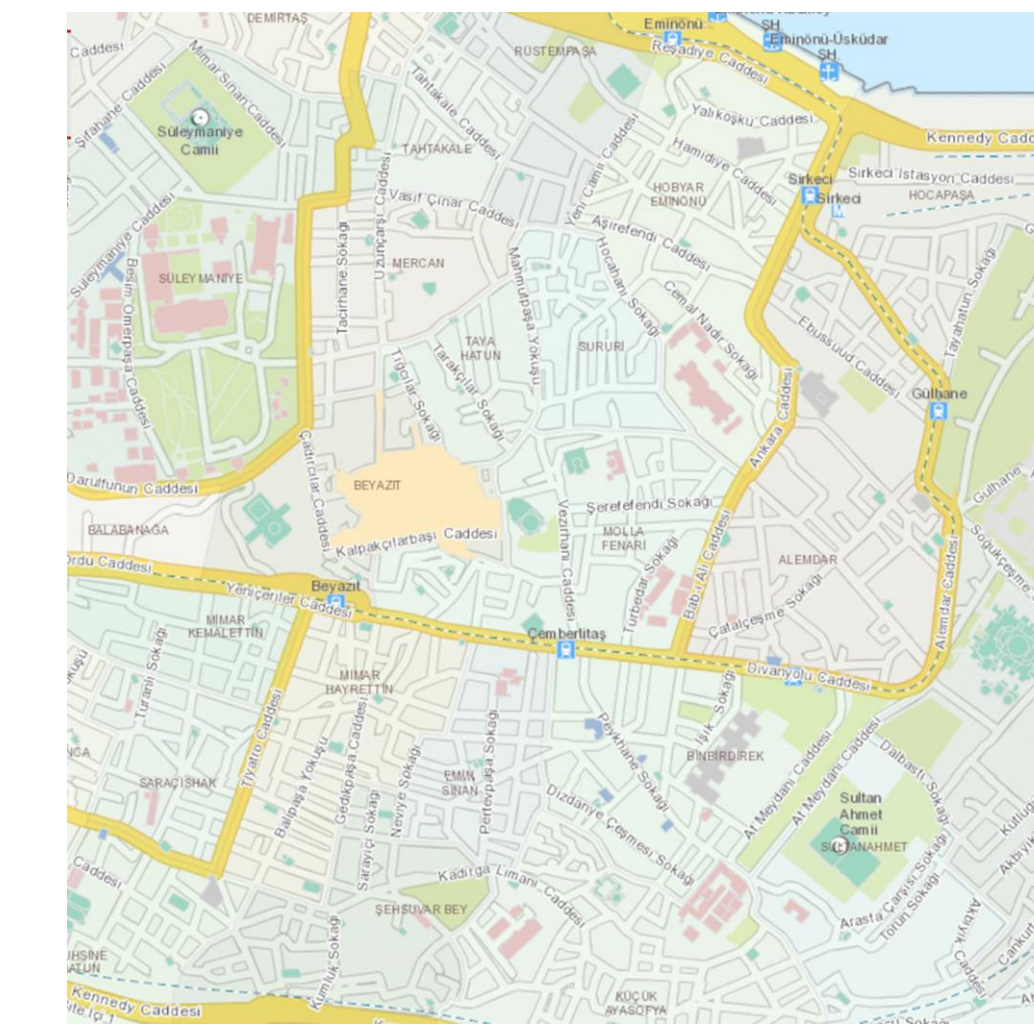 DEMİRTAŞ
Caddesi
Mimar Sinan Caddesi
Şifahane Caddesi
Süleymaniye
Camii
Eminönü
ŞH
Eminönü-Üsküdar
ŞH
Reşadiye Caddesi
RÜSTEMPAŞA
Tahtakale Caddesi
TAHTAKALE
Yalıköşkü Caddesi
Kennedy Cadd
Hamidiye Caddesi
Yeni Camii Caddesi
Sirkeci
Sirkeci
Sirkeci İstasyon Caddesi
HOCAPAŞA
HOBYAR
EMİNÖNÜ
Uzunçarşı Caddesi
Vasıf Çınar Caddesi
Aşirefendi Caddesi
Süleymaniye Caddesi
Tacirhane Sokağı
MERCAN
Mahmutpaşa Yokuşu
Hocahanı Sokağı
SÜLEYMANİYE
Besim Ömerpaşa Caddesi
Cemal Nadir Sokağı
Tayahatun Sokağı
TAYA
HATUN
SURURİ
Ebussuud Caddesi
Tığcılar Sokağı
Tarakçılar Sokağı
Gülhane
Ankara Caddesi
Çadırcılar Caddesi
BEYAZIT
Darülfünun Caddesi
Gülhane
Şerefefendi Sokağı
BALABANAĞA
Kalpakçılarbaşı Caddesi
Vezirhanı Caddesi
MOLLA
FENARİ
Bab-ı Ali Caddesi
ALEMDAR
Alemdar Caddesi
Soğukçeşme
Ordu Caddesi
Beyazıt
Yeniçeriler Caddesi
Türbedar Sokağı
Çatalçeşme Sokağı
MİMAR
KEMALETTİN
Çemberlitaş
Divanyolu Caddesi
Turanlı Sokağı
MİMAR
HAYRETTİN
Işık Sokağı
Peykhane Sokağı
Tiyatro Caddesi
Gedikpaşa Caddesi
Balipaşa Yokuşu
Pertevpaşa Sokağı
BİNBİRDİREK
At Meydanı Caddesi
At Meydanı Caddesi
Dalbastı Sokağı
SARAÇİSHAK
Neviye Sokağı
EMİN
SİNAN
Dizdariye Çeşmesi Sokağı
Sultan
Ahmet
Camii
SULTANAHMET
Sarayiçi Sokağı
Kadırga Limanı Caddesi
Caddesi
ŞEHSUVAR BEY
Arasta Çarşısı Sokağı
Torun Sokağı
Akbıyık Caddesi
Kumluk Sokağı
KÜÇÜK
AYASOFYA
Kennedy Caddesi